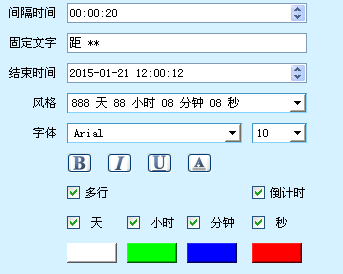 间隔时间 00:00:20
固定文字 距 **
结束时间 2015-01-21 12:00:12
风格 888 天 88 小时 08 分钟 08 秒
字体 Arial 10
B I U A
多行 倒计时
天 小时 分钟 秒